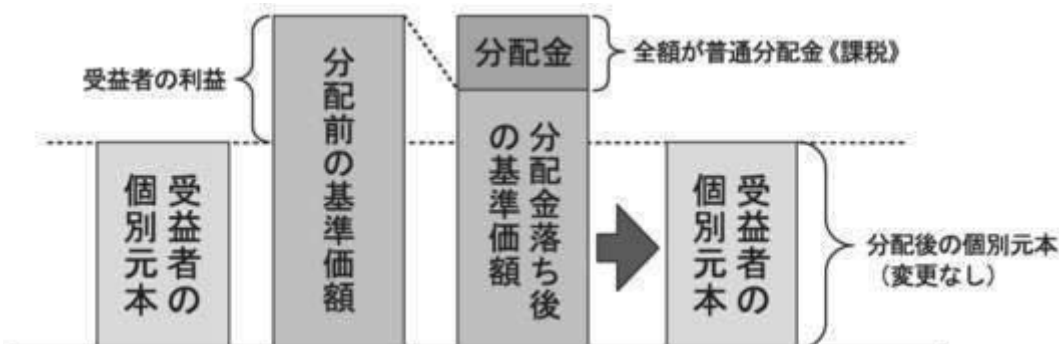 受益者の利益
分配前の基準価額
分配金
全額が普通分配金《課税》
受益者の
個別元本
分配金落ち後
の基準価額
受益者の
個別元本
分配後の個別元本
（変更なし）